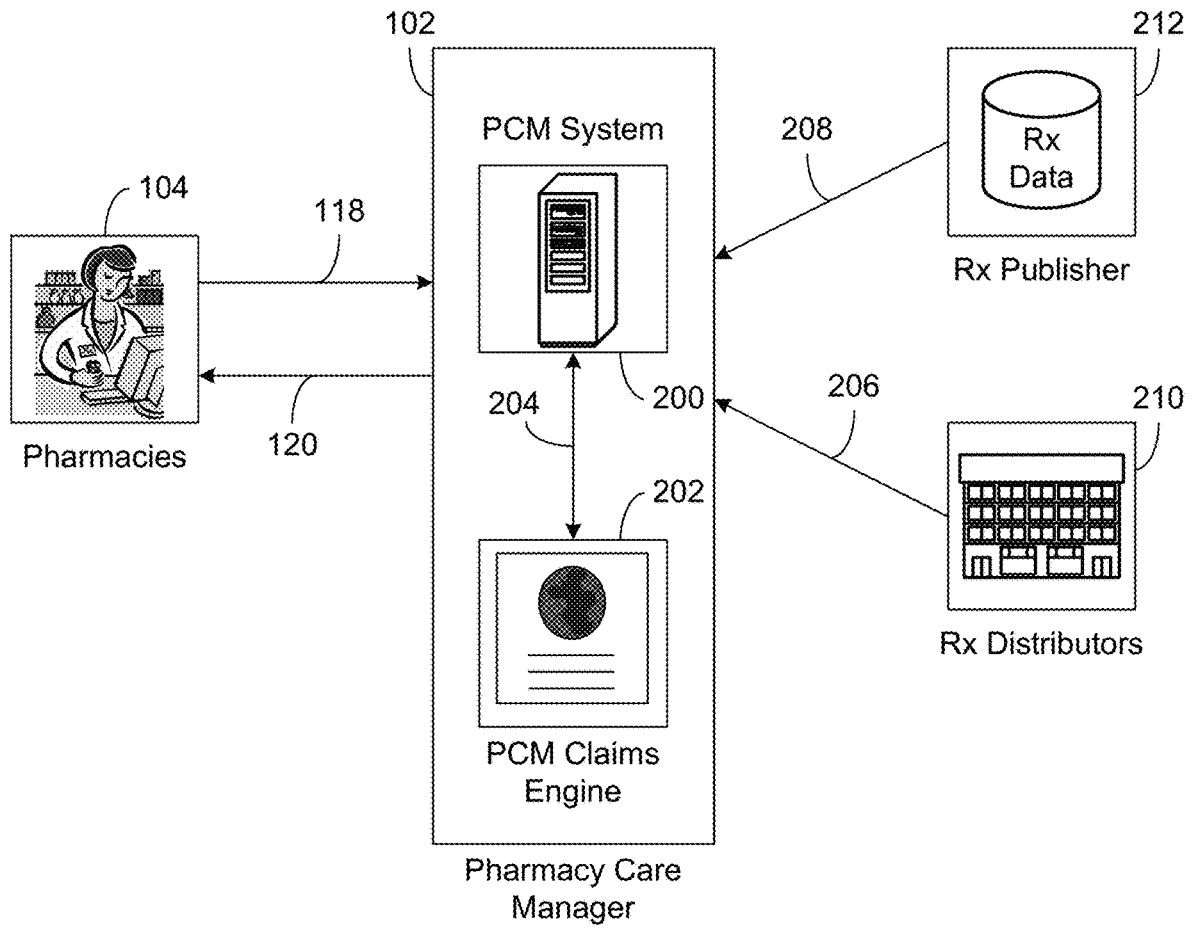 102
212
PCM System
208
Rx
Data
104
118
Rx Publisher
200
206
210
204
120
Pharmacies
202
Rx Distributors
PCM Claims
Engine
Pharmacy Care
Manager